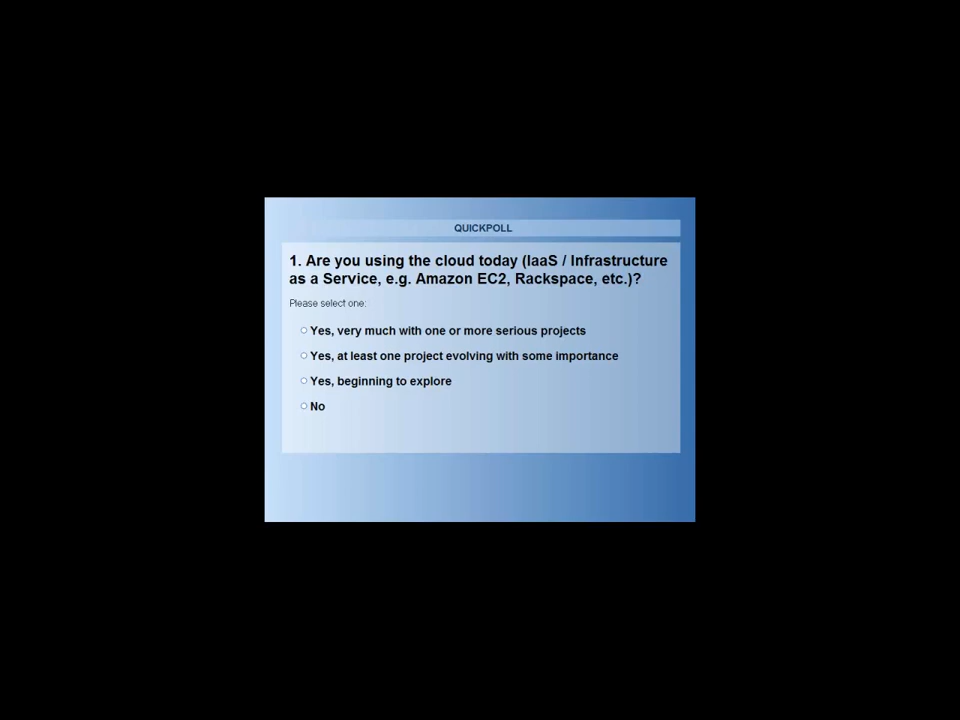 QUICKPOLL
1. Are you using the cloud today (IaaS / Infrastructure
as a Service, e.g. Amazon EC2, Rackspace, etc.)?
Please select one:
Yes, very much with one or more serious projects
Yes, at least one project evolving with some importance
Yes, beginning to explore
No